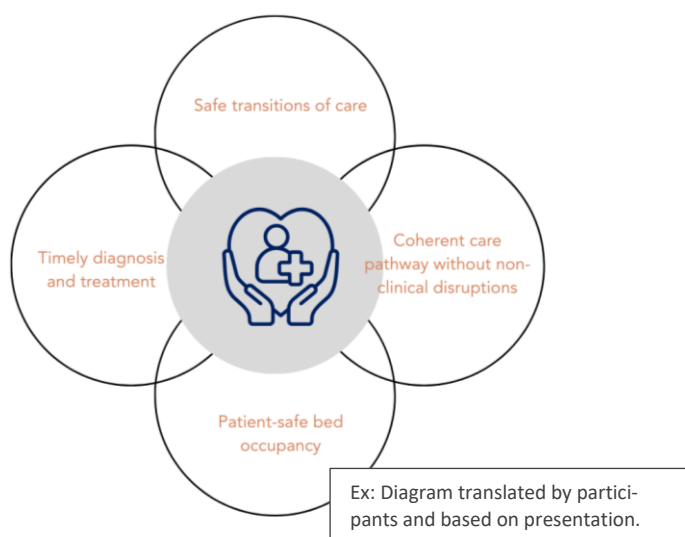 Safe transitions of care
Timely diagnosis
and treatment
Coherent care
pathway without non-
clinical disruptions
Patient-safe bed
occupancy
Ex: Diagram translated by partici-
pants and based on presentation.